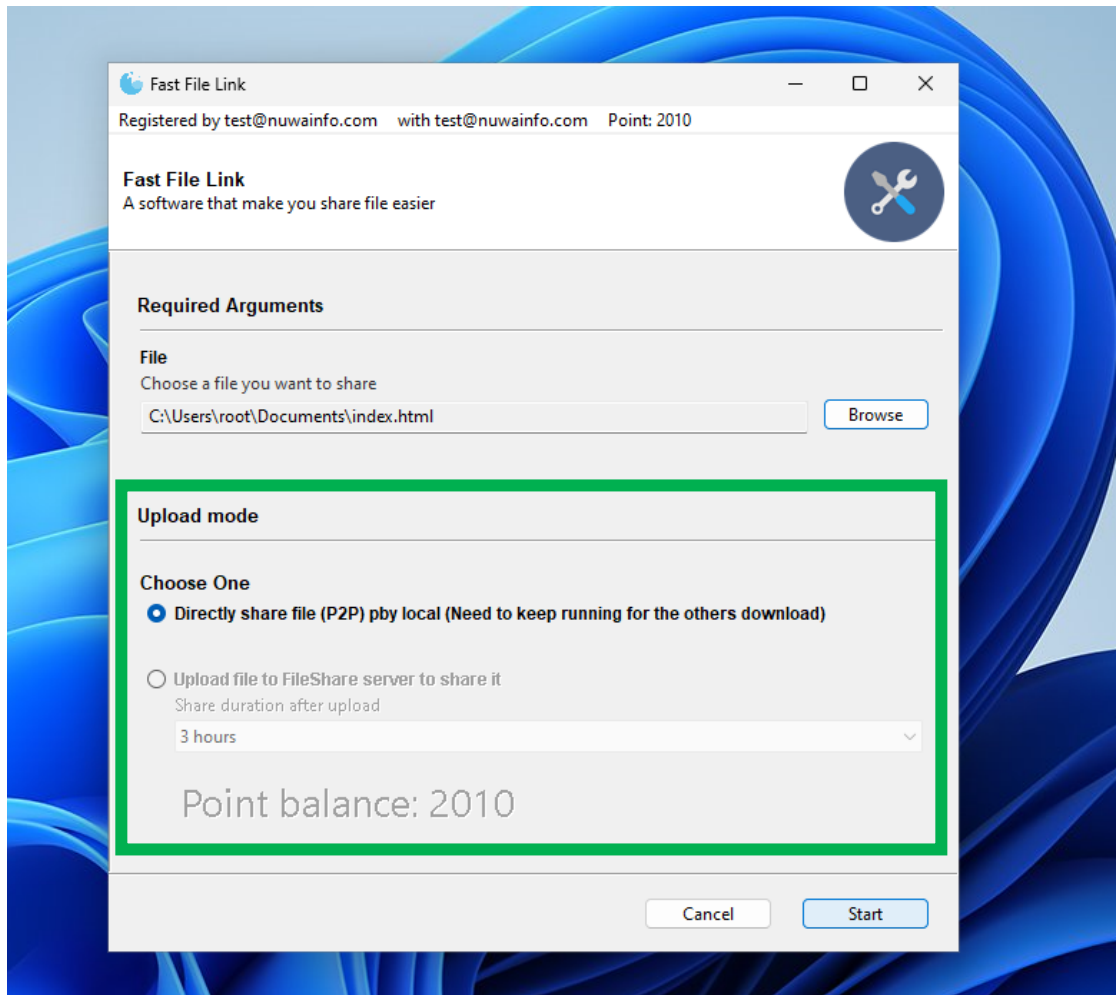 Fast File Link
Registered by test@nuwainfo.com with test@nuwainfo.com Point: 2010
Fast File Link
A software that make you share file easier
Required Arguments
File
Choose a file you want to share
C:\Users\root\Documents\index.html
Browse
Upload mode
Choose One
Directly share file (P2P) pby local (Need to keep running for the others download)
Upload file to FileShare server to share it
Share duration after upload
3 hours
Point balance: 2010
Cancel
Start